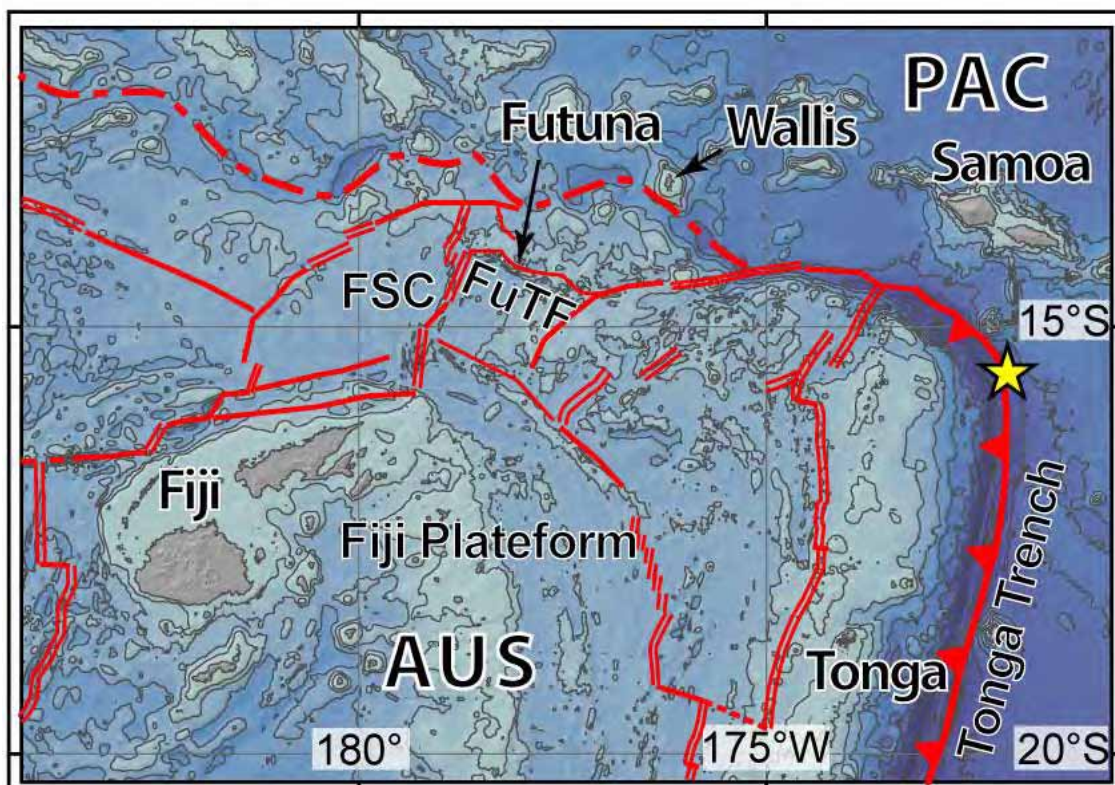 PAC
Futuna
Wallis
Samoa
FSC
FuTF
15°S
Fiji
Fiji Plateform
AUS
Tonga
Tonga Trench
180°
175°W
20°S